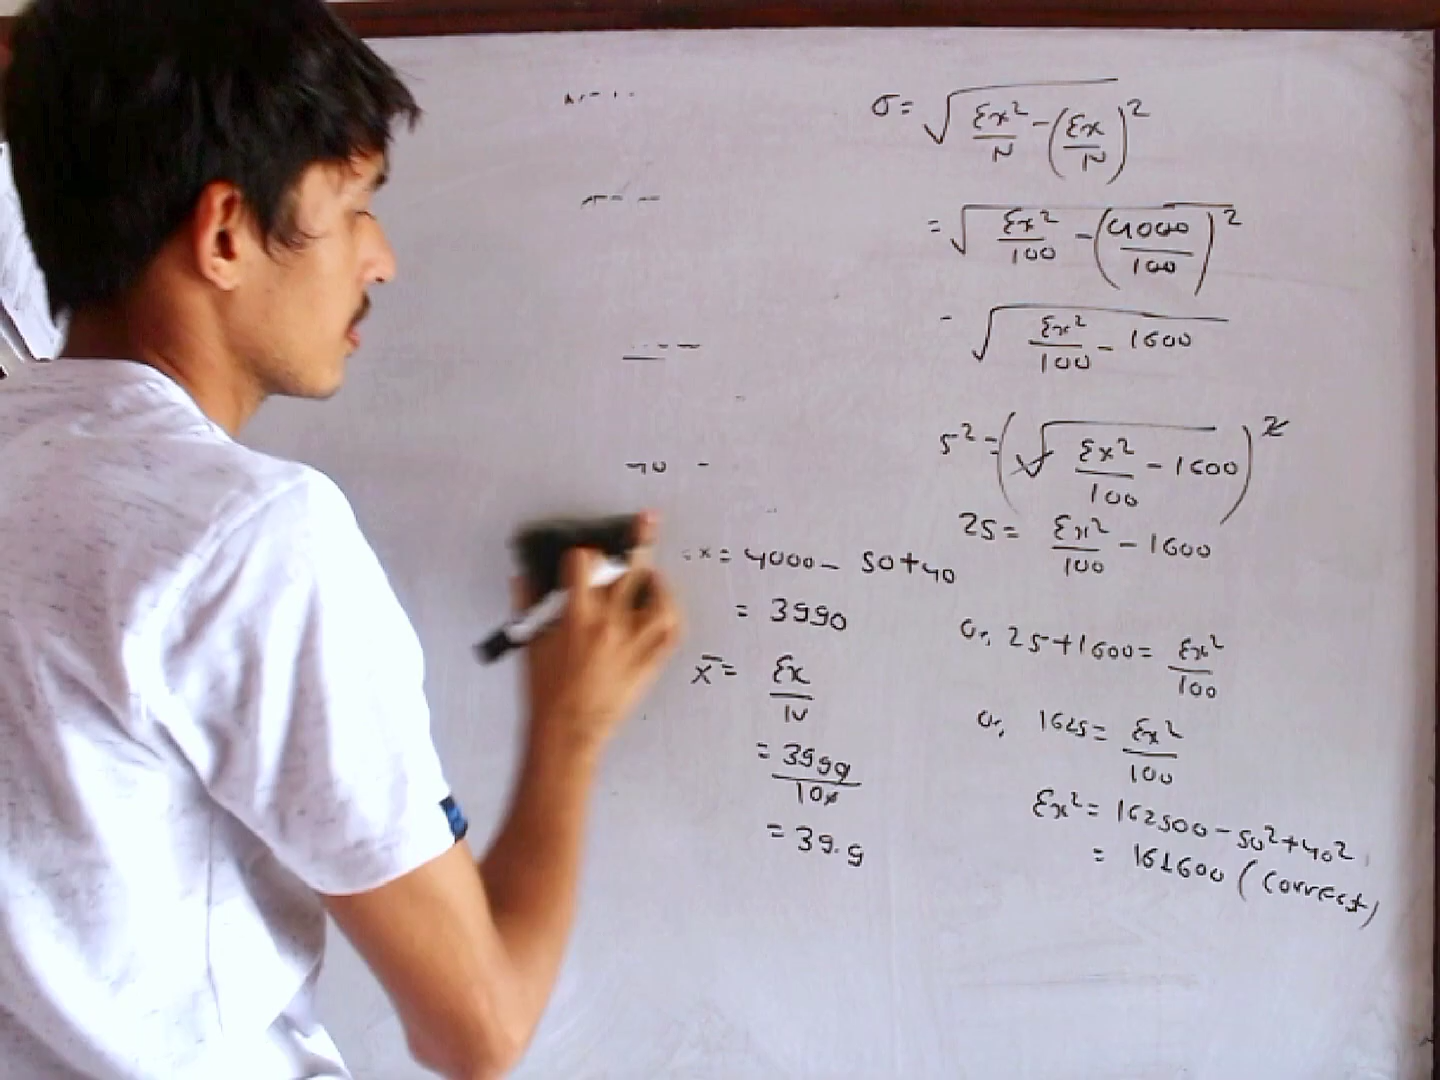 σ = √(Σx²/N - (Σx/N)²)
= √(Σx²/100 - (4000/100)²)
- √(Σx²/100 - 1600)
5² = (√(Σx²/100 - 1600))²
25 = Σx²/100 - 1600
or, 25+1600 = Σx²/100
or, 1625 = Σx²/100
Σx² = 162500 - 50² + 40²
= 161600 (correct)
x = 4000 - 50 + 40
= 3990
x̄ = Σx/N
= 3990/100
= 39.9